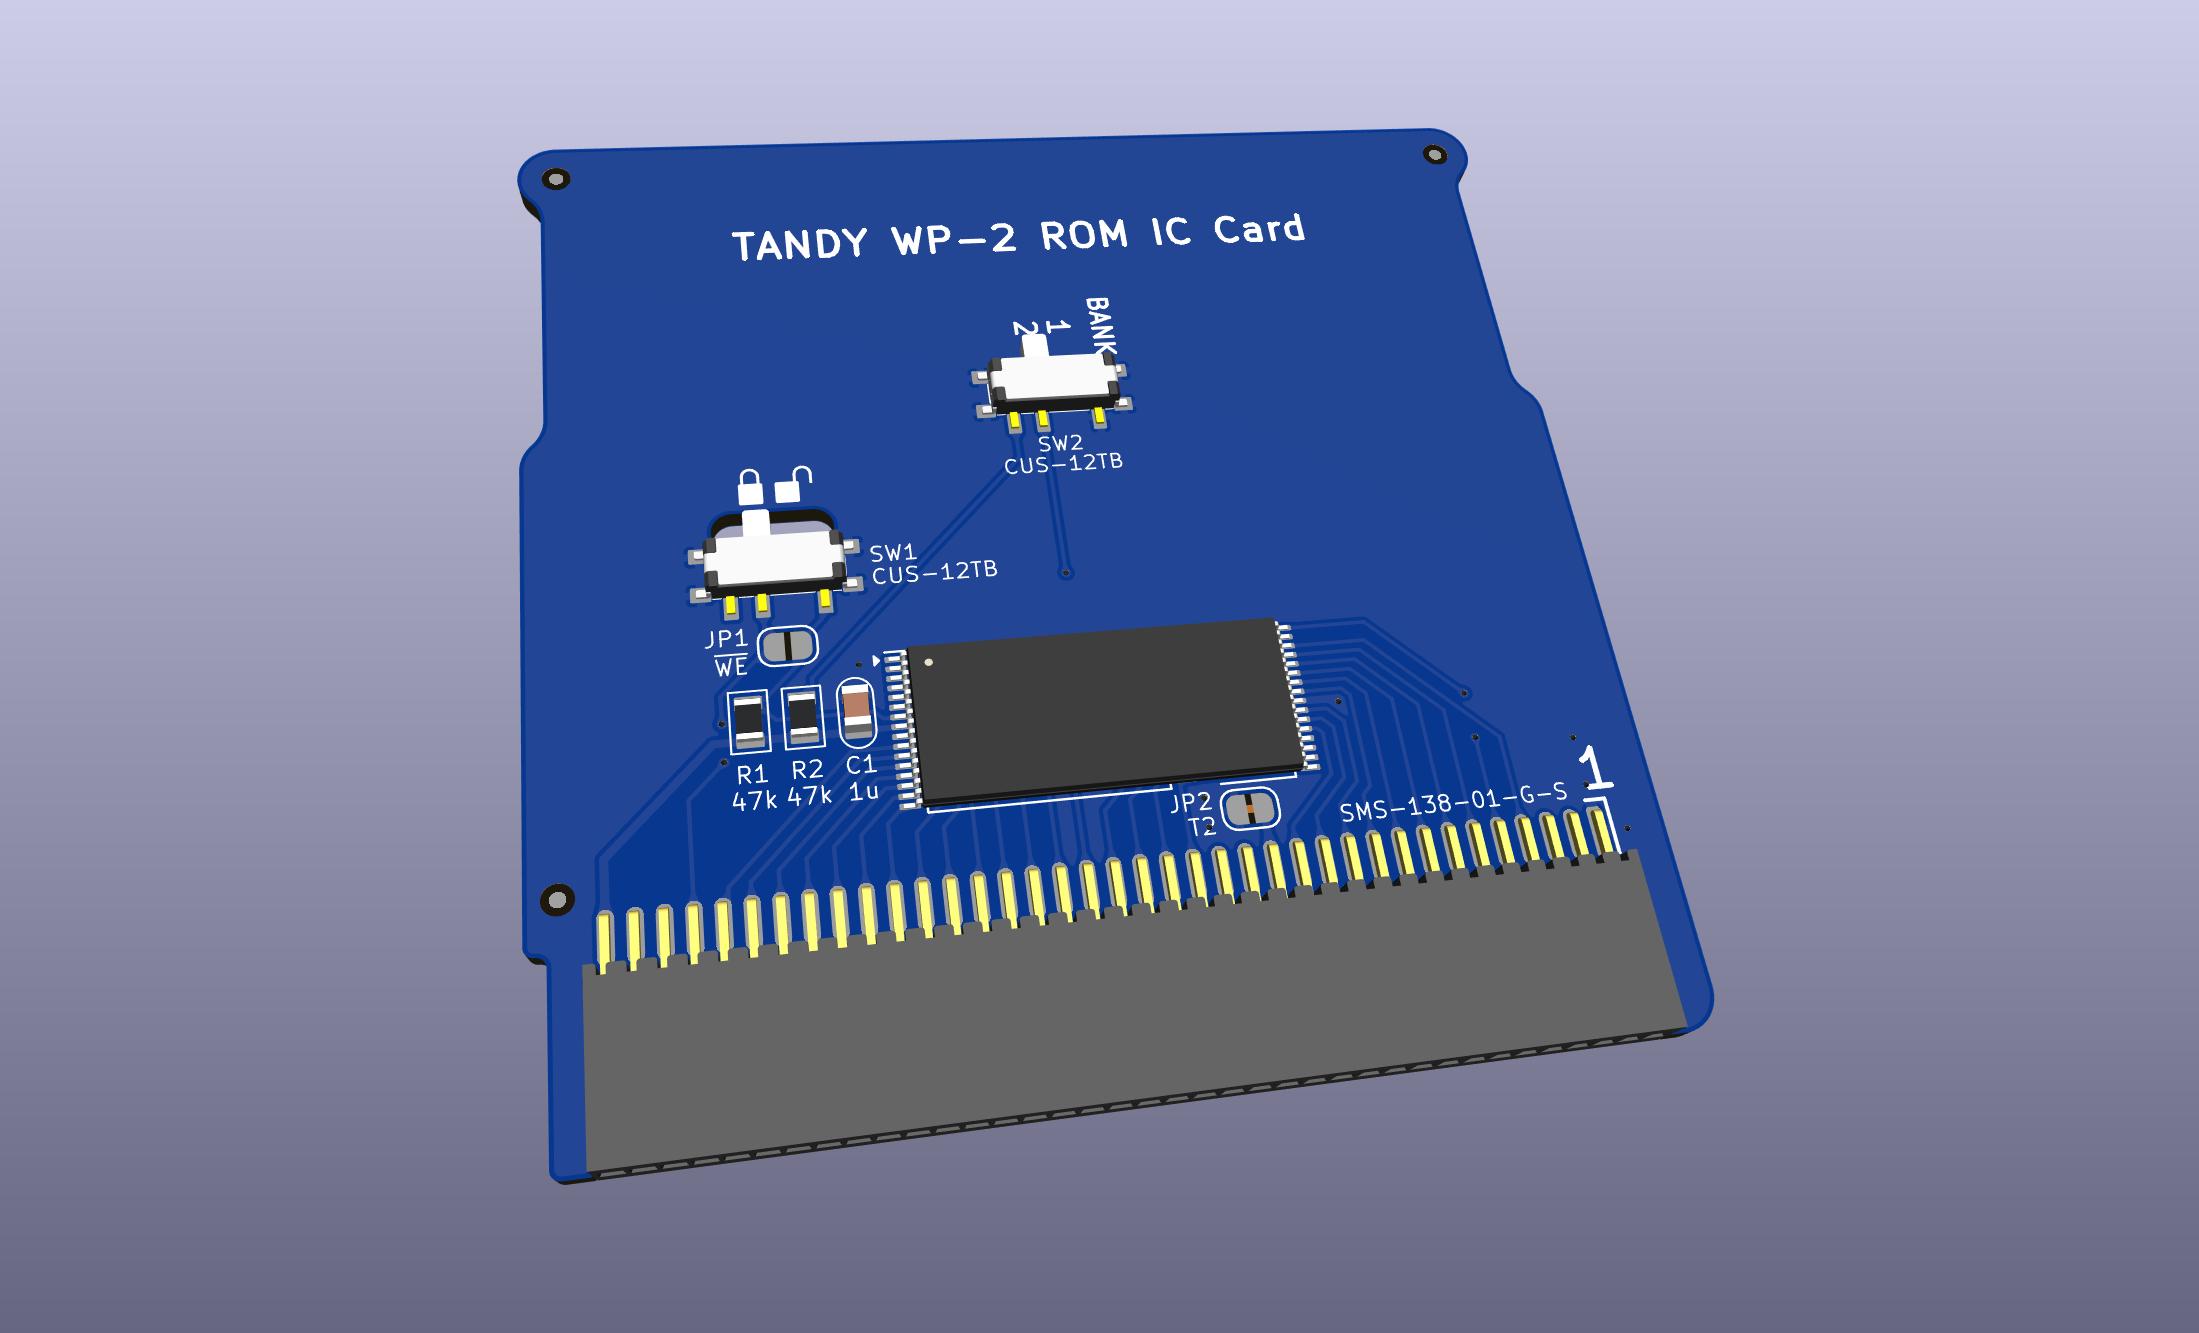 TANDY WP-2 ROM IC Card
BANK
1
2
SW2
CUS-12TB
SW1
CUS-12TB
JP1
WE
R1
47k
R2
47k
C1
1u
JP2
T2
SMS-138-01-G-S
1